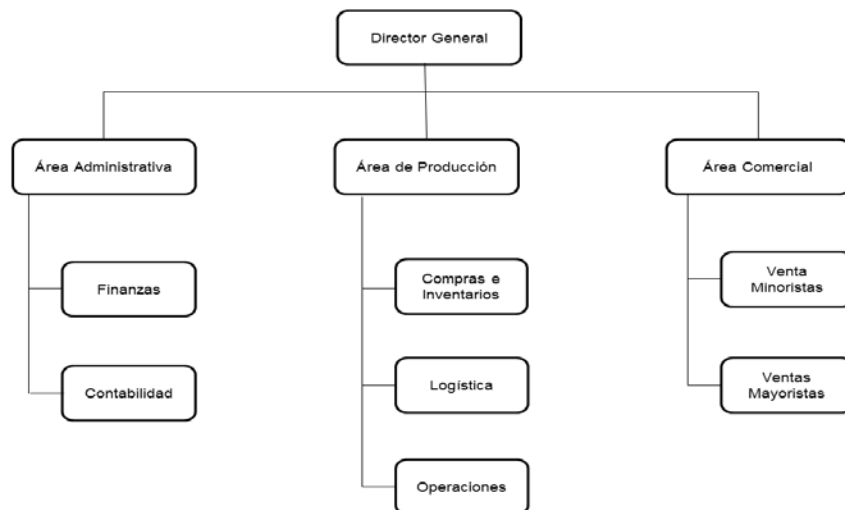 Director General
Área Administrativa
Área de Producción
Área Comercial
Finanzas
Contabilidad
Compras e
Inventarios
Logística
Operaciones
Venta
Minoristas
Ventas
Mayoristas